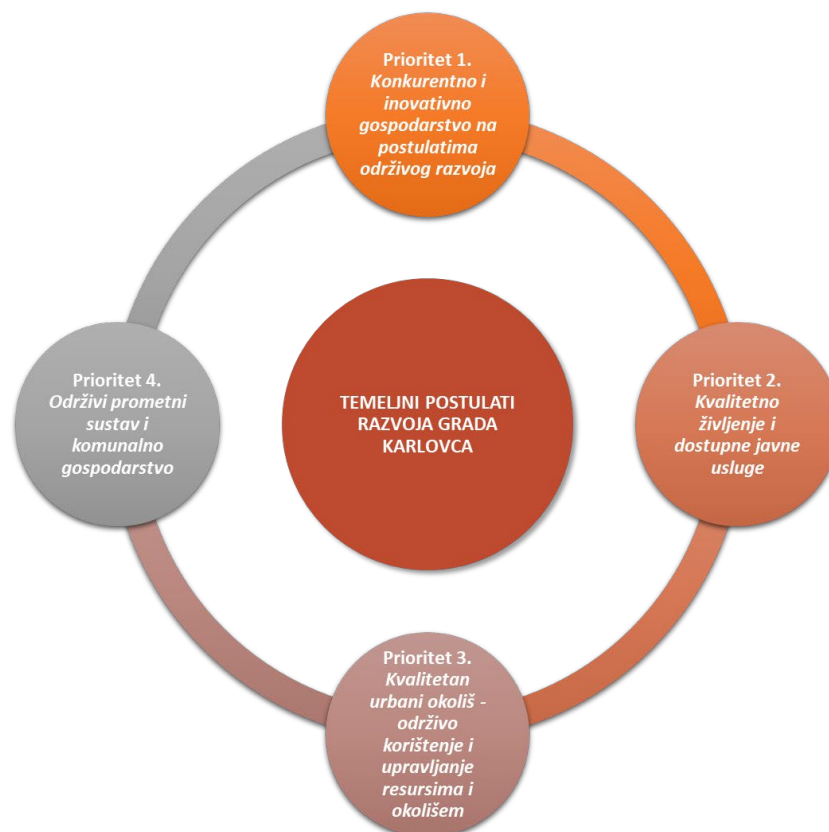 Prioritet 1.
Konkurentno i
inovativno
gospodarstvo na
postulatima
održivog razvoja
Prioritet 4.
Održivi prometni
sustav i
komunalno
gospodarstvo
TEMELJNI POSTULATI
RAZVOJA GRADA
KARLOVCA
Prioritet 2.
Kvalitetno
življenje i
dostupne javne
usluge
Prioritet 3.
Kvalitetan
urbani okoliš -
održivo
korištenje i
upravljanje
resursima i
okolišem